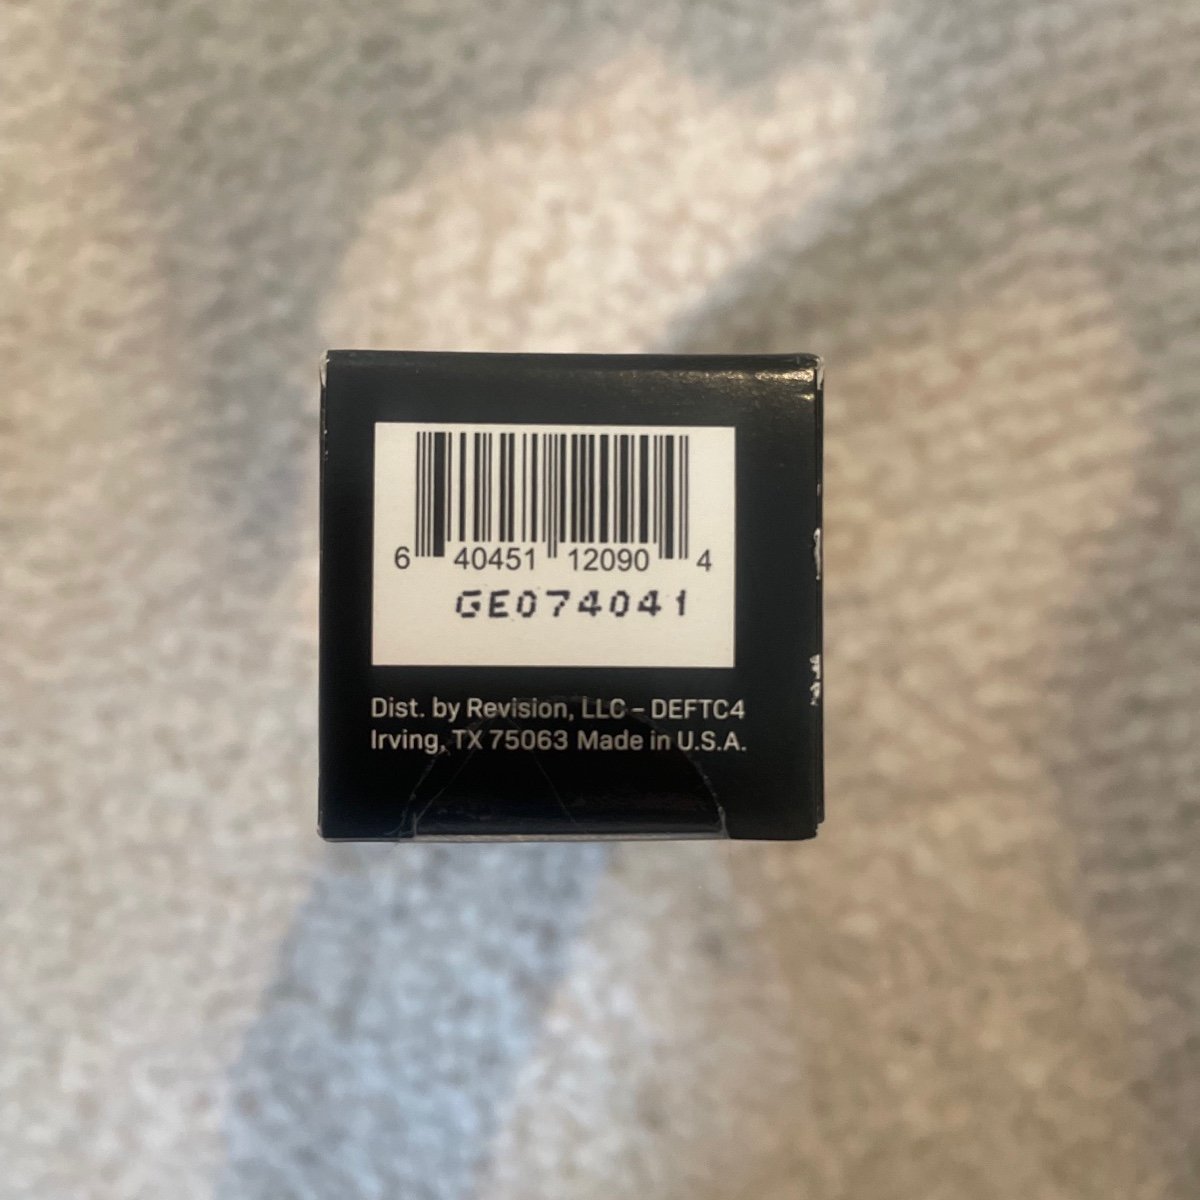 6 40451 12090 4
GE074041
Dist. by Revision, LLC – DEFTC4
Irving, TX 75063 Made in U.S.A.